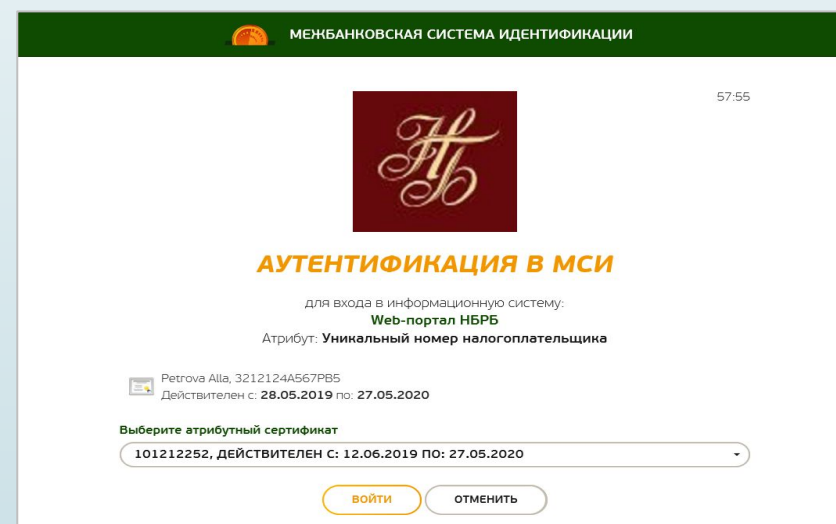 МЕЖБАНКОВСКАЯ СИСТЕМА ИДЕНТИФИКАЦИИ
57:55
НБ
АУТЕНТИФИКАЦИЯ В МСИ
для входа в информационную систему:
Web-портал НБРБ
Атрибут: Уникальный номер налогоплательщика
Petrova Alla, 3212124A567PB5
Действителен с: 28.05.2019 по: 27.05.2020
Выберите атрибутный сертификат
101212252, ДЕЙСТВИТЕЛЕН С: 12.06.2019 ПО: 27.05.2020
ВОЙТИ ОТМЕНИТЬ